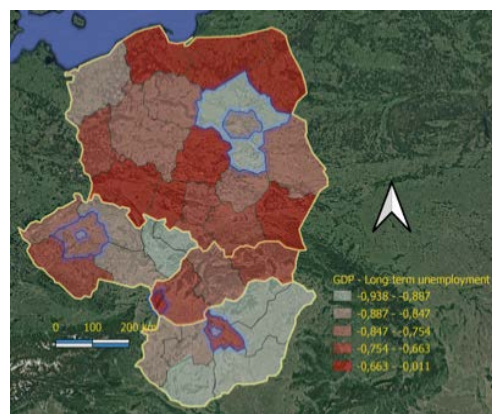 GDP - Long term unemployment
-0,938 - -0,887
-0,887 - -0,847
-0,847 - -0,754
-0,754 - -0,663
-0,663 - -0,011
0 100 200 km